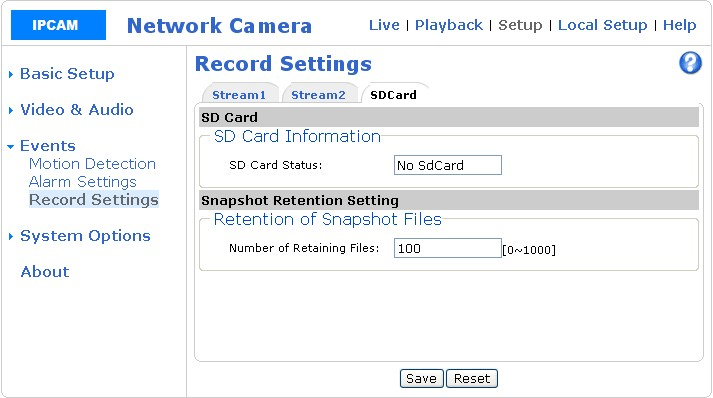 IPCAM Network Camera Live | Playback | Setup | Local Setup | Help
Basic Setup
Video & Audio
Events
Motion Detection
Alarm Settings
Record Settings
System Options
About
Record Settings ?
Stream1 Stream2 SDCard
SD Card
SD Card Information
SD Card Status: No SdCard
Snapshot Retention Setting
Retention of Snapshot Files
Number of Retaining Files: 100 [0~1000]
Save Reset